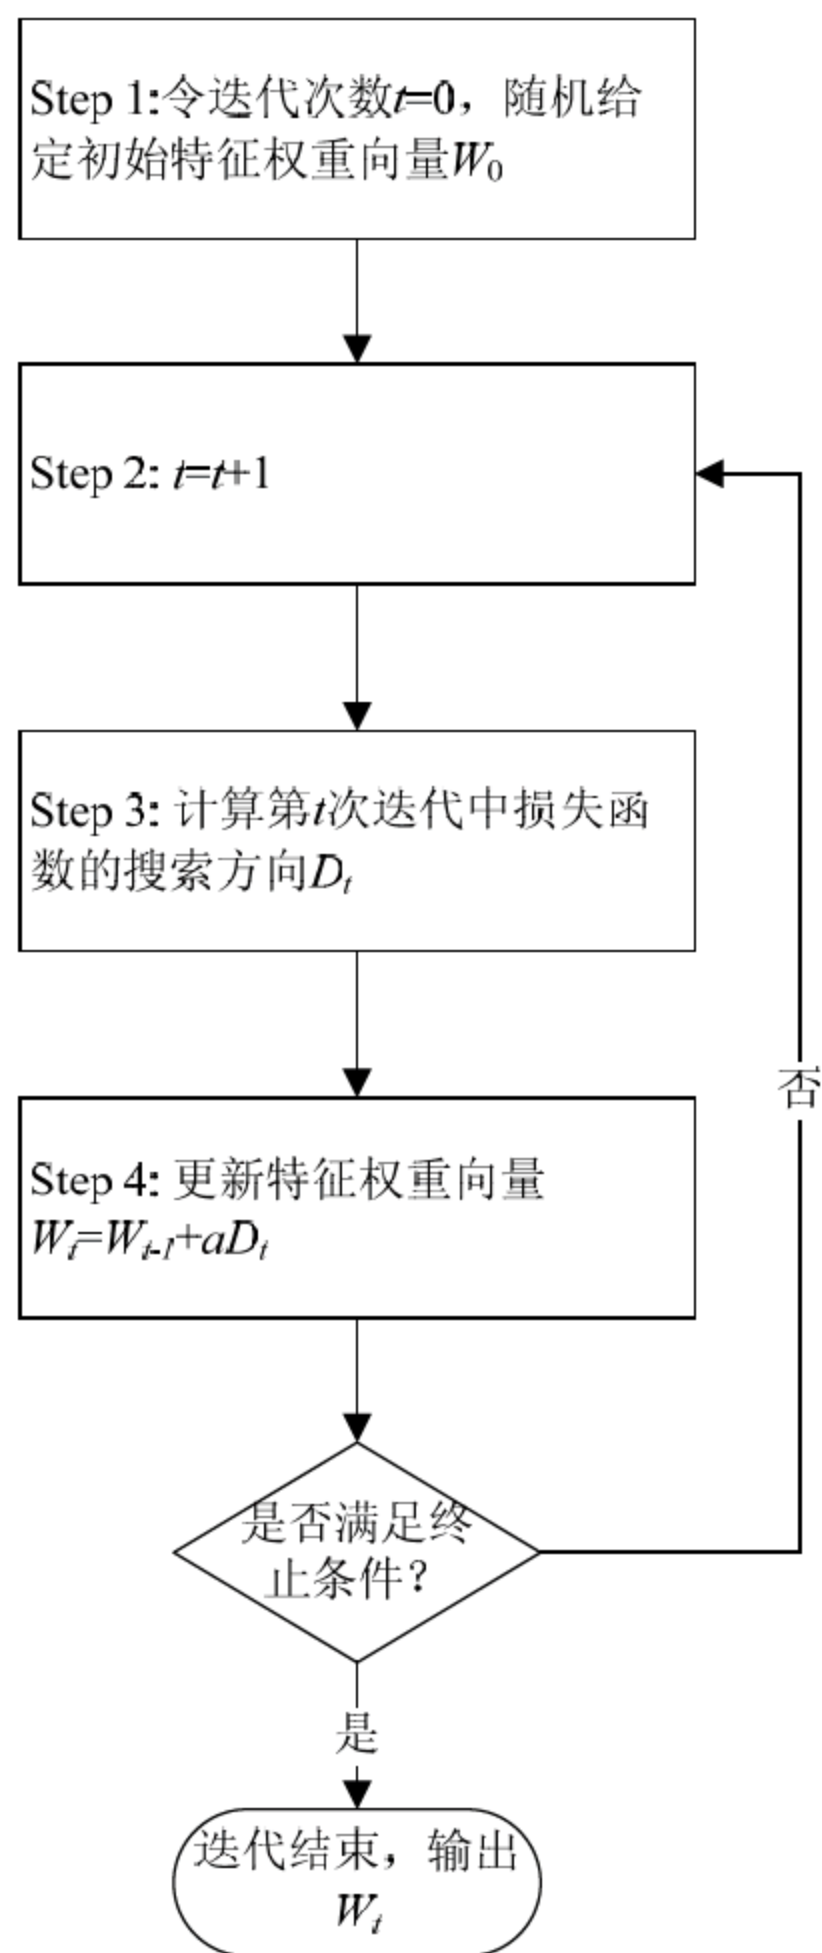 Step 1:令迭代次数t=0，随机给
定初始特征权重向量W₀
Step 2: t=t+1
Step 3: 计算第t次迭代中损失函
数的搜索方向Dₜ
否
Step 4: 更新特征权重向量
Wₜ=Wₜ₋₁+aDₜ
是否满足终
止条件？
是
迭代结束，输出
Wₜ